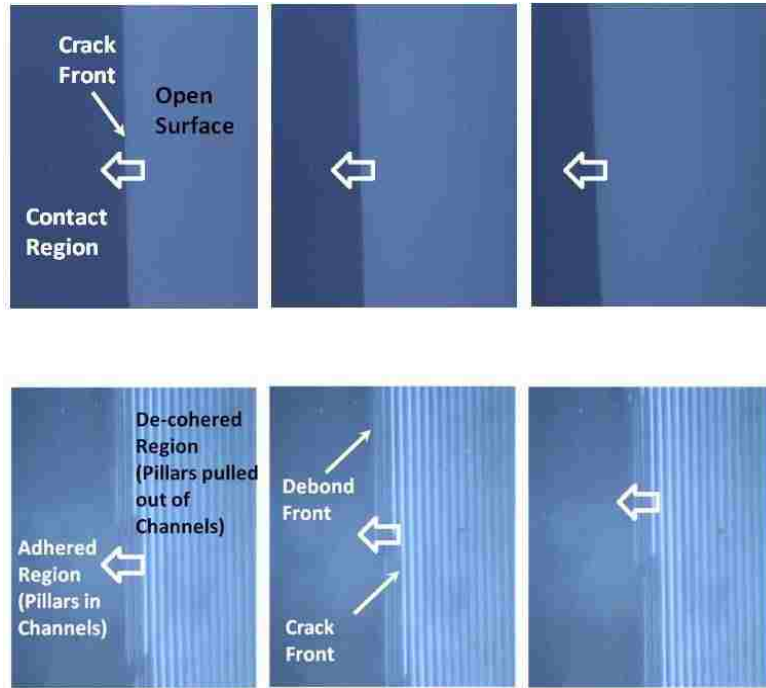 Crack
Front
Open
Surface
Contact
Region
De-cohered
Region
(Pillars pulled
out of
Channels)
Adhered
Region
(Pillars in
Channels)
Debond
Front
Crack
Front